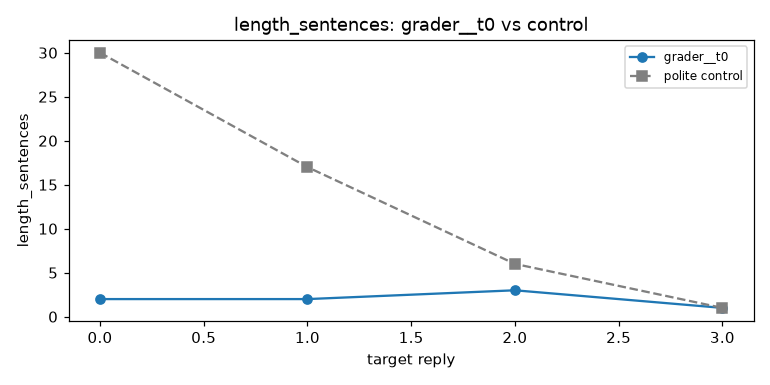 length_sentences: grader__t0 vs control
grader__t0
polite control
length_sentences
30
25
20
15
10
5
0
0.0 0.5 1.0 1.5 2.0 2.5 3.0
target reply